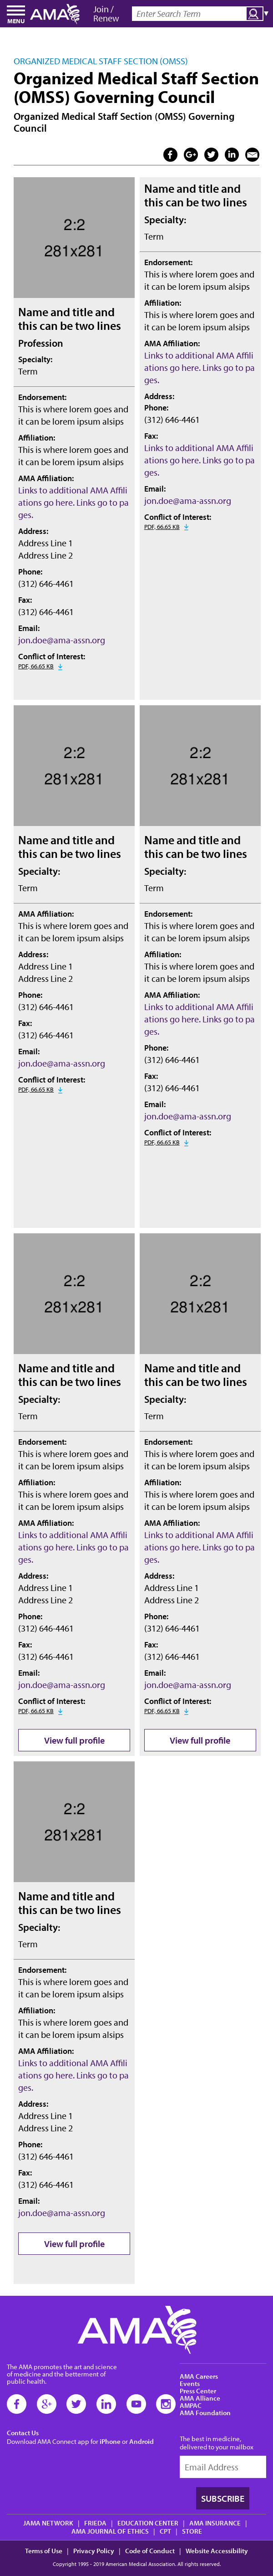 MENU
AMA
Join /
Renew
Enter Search Term
ORGANIZED MEDICAL STAFF SECTION (OMSS)
Organized Medical Staff Section
(OMSS) Governing Council
Organized Medical Staff Section (OMSS) Governing
Council
2:2
281x281
Name and title and
this can be two lines
Profession
Specialty:
Term
Endorsement:
This is where lorem goes and
it can be lorem ipsum alsips
Affiliation:
This is where lorem goes and
it can be lorem ipsum alsips
AMA Affiliation:
Links to additional AMA Affili
ations go here. Links go to pa
ges.
Address:
Address Line 1
Address Line 2
Phone:
(312) 646-4461
Fax:
(312) 646-4461
Email:
jon.doe@ama-assn.org
Conflict of Interest:
PDF, 66.65 KB
Name and title and
this can be two lines
Specialty:
Term
Endorsement:
This is where lorem goes and
it can be lorem ipsum alsips
Affiliation:
This is where lorem goes and
it can be lorem ipsum alsips
AMA Affiliation:
Links to additional AMA Affili
ations go here. Links go to pa
ges.
Address:
Phone:
(312) 646-4461
Fax:
Links to additional AMA Affili
ations go here. Links go to pa
ges.
Email:
jon.doe@ama-assn.org
Conflict of Interest:
PDF, 66.65 KB
2:2
281x281
Name and title and
this can be two lines
Specialty:
Term
AMA Affiliation:
This is where lorem goes and
it can be lorem ipsum alsips
Address:
Address Line 1
Address Line 2
Phone:
(312) 646-4461
Fax:
(312) 646-4461
Email:
jon.doe@ama-assn.org
Conflict of Interest:
PDF, 66.65 KB
2:2
281x281
Name and title and
this can be two lines
Specialty:
Term
Endorsement:
This is where lorem goes and
it can be lorem ipsum alsips
Affiliation:
This is where lorem goes and
it can be lorem ipsum alsips
AMA Affiliation:
Links to additional AMA Affili
ations go here. Links go to pa
ges.
Phone:
(312) 646-4461
Fax:
(312) 646-4461
Email:
jon.doe@ama-assn.org
Conflict of Interest:
PDF, 66.65 KB
2:2
281x281
Name and title and
this can be two lines
Specialty:
Term
Endorsement:
This is where lorem goes and
it can be lorem ipsum alsips
Affiliation:
This is where lorem goes and
it can be lorem ipsum alsips
AMA Affiliation:
Links to additional AMA Affili
ations go here. Links go to pa
ges.
Address:
Address Line 1
Address Line 2
Phone:
(312) 646-4461
Fax:
(312) 646-4461
Email:
jon.doe@ama-assn.org
Conflict of Interest:
PDF, 66.65 KB
View full profile
2:2
281x281
Name and title and
this can be two lines
Specialty:
Term
Endorsement:
This is where lorem goes and
it can be lorem ipsum alsips
Affiliation:
This is where lorem goes and
it can be lorem ipsum alsips
AMA Affiliation:
Links to additional AMA Affili
ations go here. Links go to pa
ges.
Address:
Address Line 1
Address Line 2
Phone:
(312) 646-4461
Fax:
(312) 646-4461
Email:
jon.doe@ama-assn.org
Conflict of Interest:
PDF, 66.65 KB
View full profile
2:2
281x281
Name and title and
this can be two lines
Specialty:
Term
Endorsement:
This is where lorem goes and
it can be lorem ipsum alsips
Affiliation:
This is where lorem goes and
it can be lorem ipsum alsips
AMA Affiliation:
Links to additional AMA Affili
ations go here. Links go to pa
ges.
Address:
Address Line 1
Address Line 2
Phone:
(312) 646-4461
Fax:
(312) 646-4461
Email:
jon.doe@ama-assn.org
View full profile
AMA
The AMA promotes the art and science
of medicine and the betterment of
public health.
Contact Us
Download AMA Connect app for iPhone or Android
AMA Careers
Events
Press Center
AMA Alliance
AMPAC
AMA Foundation
The best in medicine,
delivered to your mailbox
Email Address
SUBSCRIBE
JAMA NETWORK | FRIEDA | EDUCATION CENTER | AMA INSURANCE |
AMA JOURNAL OF ETHICS | CPT | STORE
Terms of Use | Privacy Policy | Code of Conduct | Website Accessibility
Copyright 1995 - 2019 American Medical Association. All rights reserved.